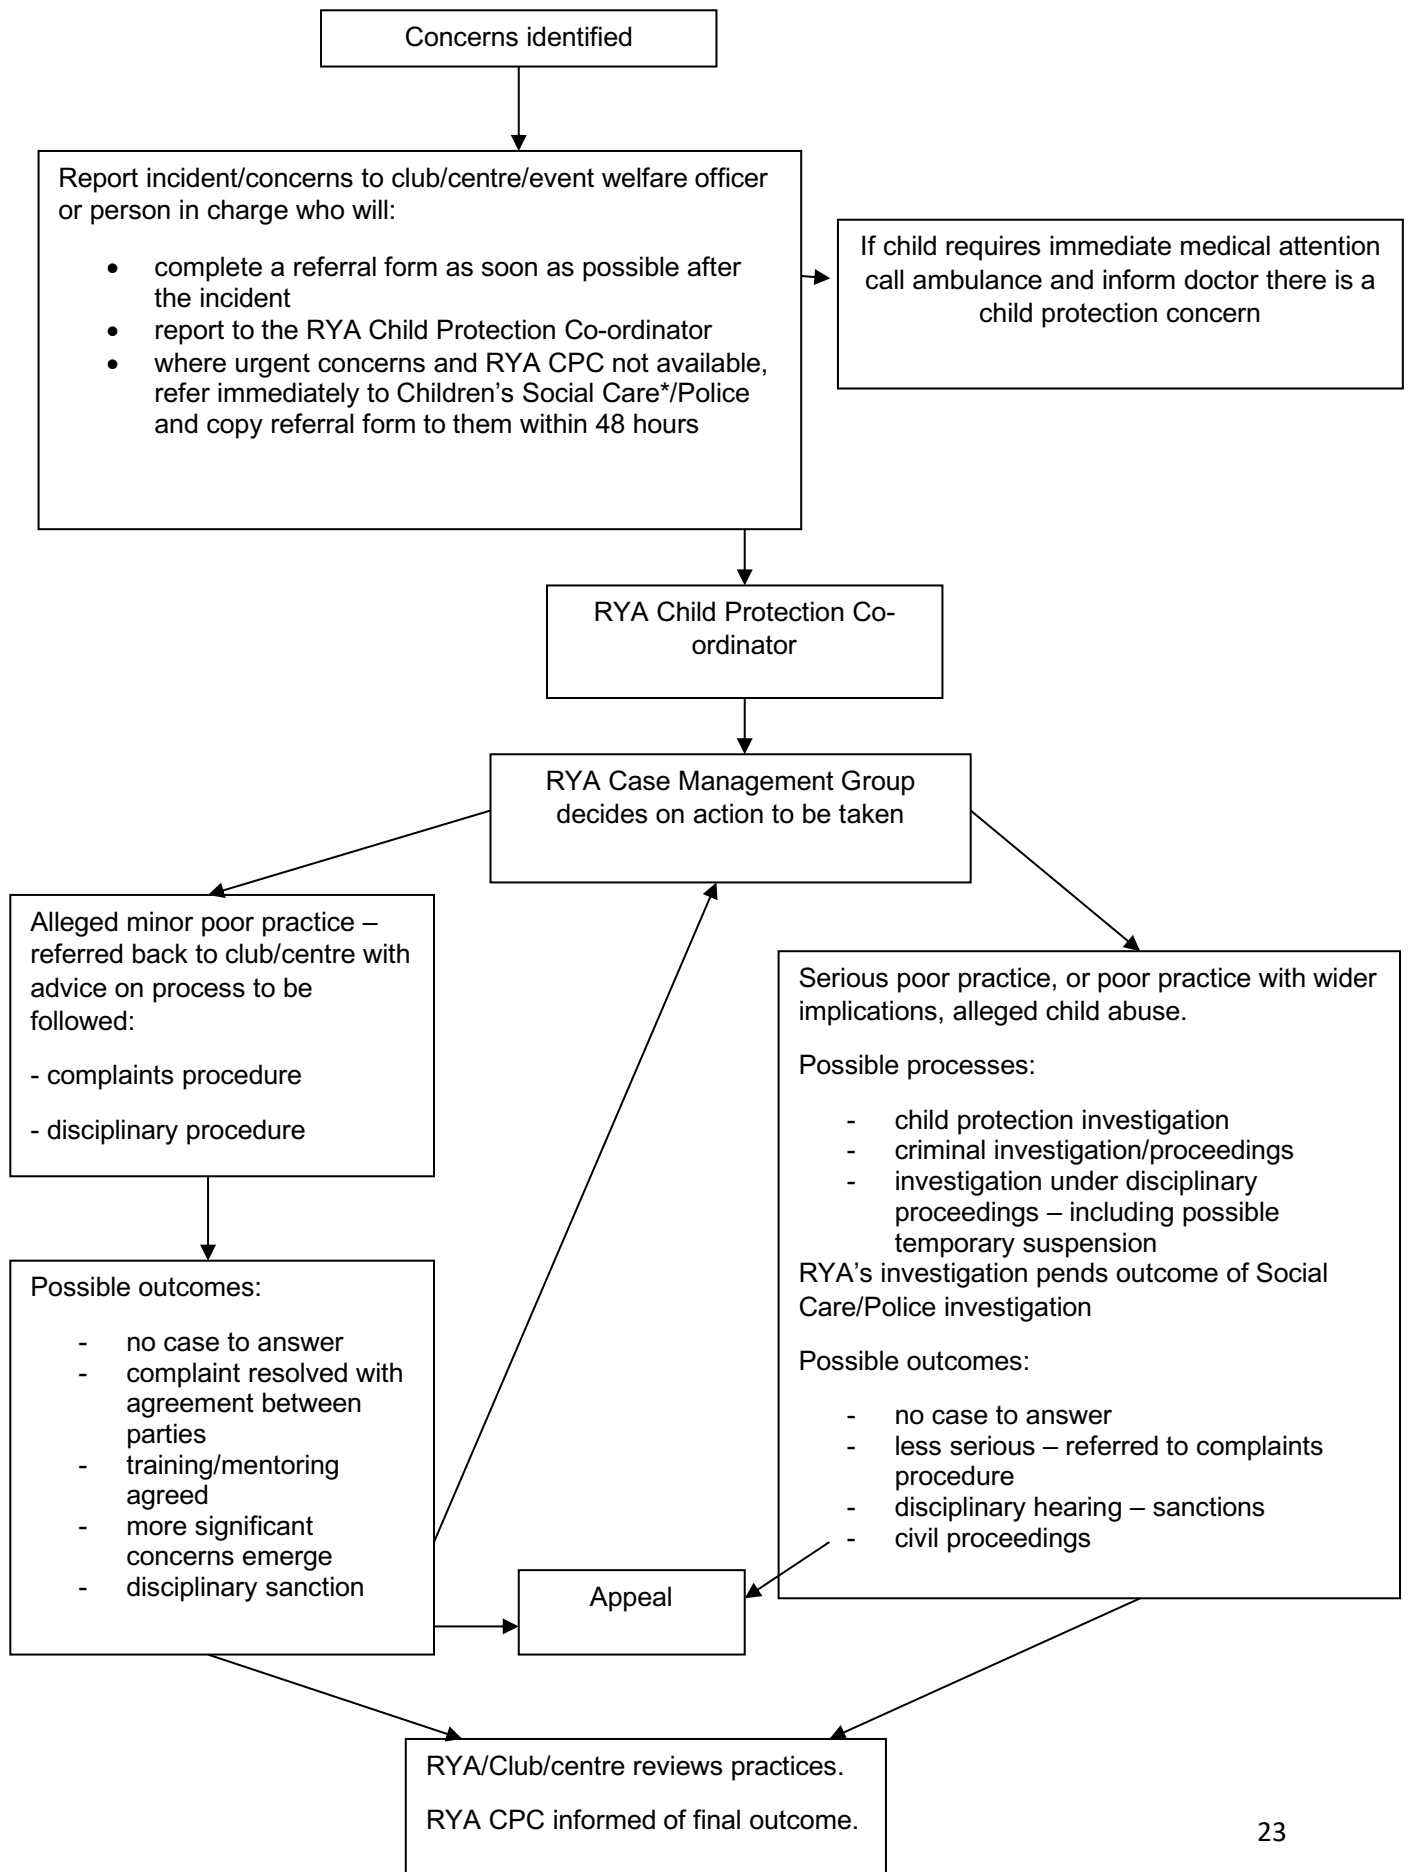 Concerns identified
Report incident/concerns to club/centre/event welfare officer
or person in charge who will:
• complete a referral form as soon as possible after
the incident
• report to the RYA Child Protection Co-ordinator
• where urgent concerns and RYA CPC not available,
refer immediately to Children’s Social Care*/Police
and copy referral form to them within 48 hours
If child requires immediate medical attention
call ambulance and inform doctor there is a
child protection concern
RYA Child Protection Co-
ordinator
RYA Case Management Group
decides on action to be taken
Alleged minor poor practice –
referred back to club/centre with
advice on process to be
followed:
- complaints procedure
- disciplinary procedure
Serious poor practice, or poor practice with wider
implications, alleged child abuse.
Possible processes:
- child protection investigation
- criminal investigation/proceedings
- investigation under disciplinary
proceedings – including possible
temporary suspension
RYA’s investigation pends outcome of Social
Care/Police investigation
Possible outcomes:
- no case to answer
- less serious – referred to complaints
procedure
- disciplinary hearing – sanctions
- civil proceedings
Possible outcomes:
- no case to answer
- complaint resolved with
agreement between
parties
- training/mentoring
agreed
- more significant
concerns emerge
- disciplinary sanction
Appeal
RYA/Club/centre reviews practices.
RYA CPC informed of final outcome.
23